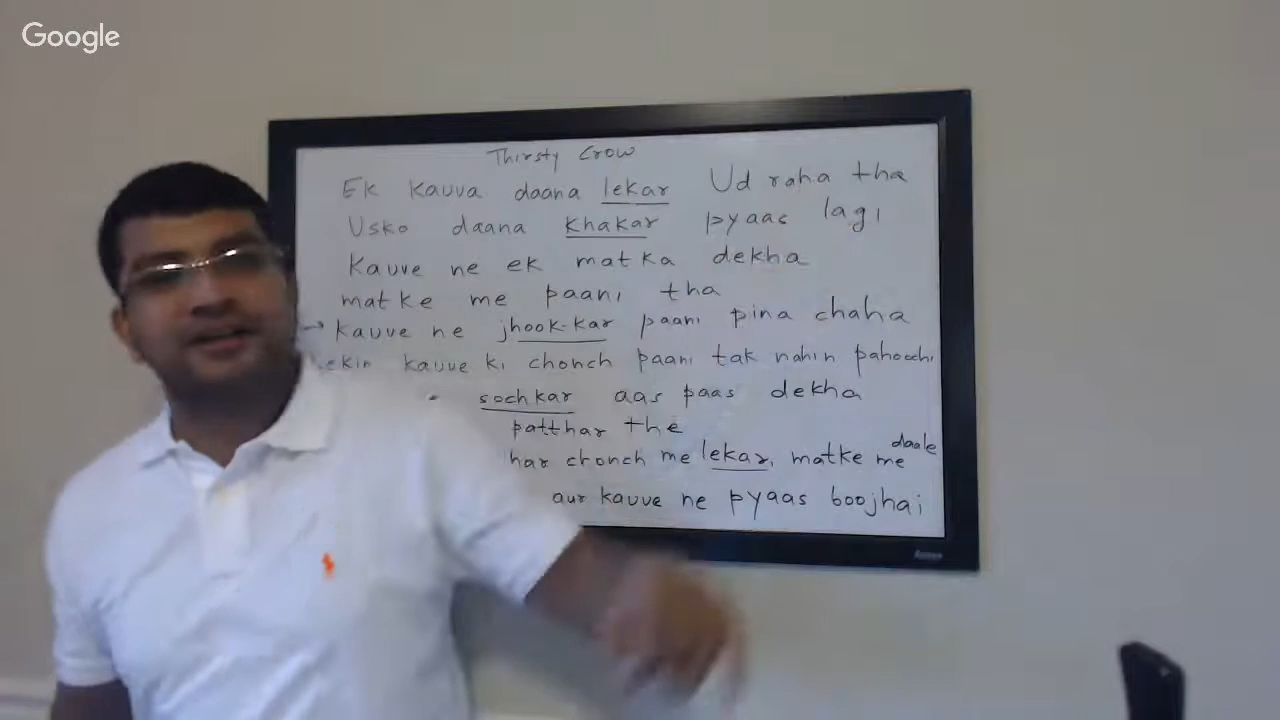 Google
Thirsty Crow
Ek kauva daana lekar Ud raha tha
Usko daana khakar pyaas lagi
Kauve ne ek matka dekha
matke me paani tha
→ kauve ne jhook-kar paani pina chaha
kauve ki chonch paani tak nahin pahochi
sochkar aas paas dekha
patthar the
har chonch me lekar, matke me daale
aur kauve ne pyaas boojhai